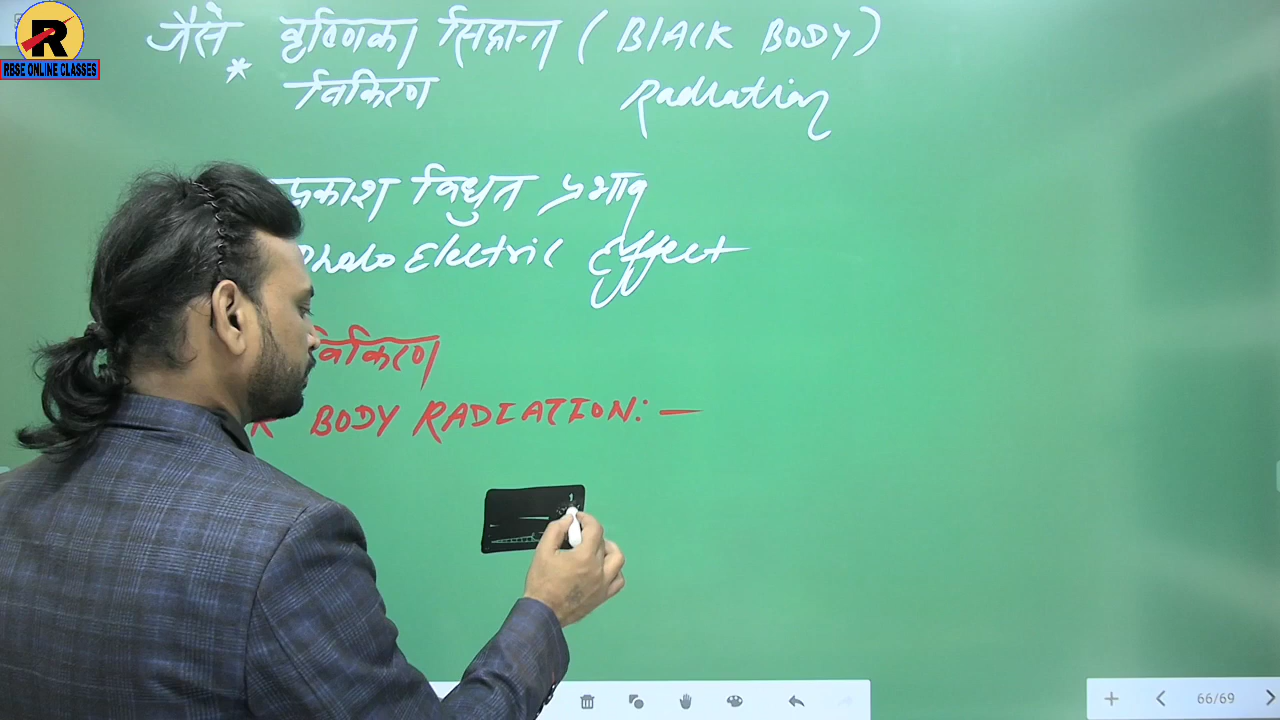 RBSE ONLINE CLASSES
जैसे कृष्णिका सिद्धान्त ( BlACK BODY )
* विकिरण Radiation
प्रकाश विधुत प्रभाव
Photo Electric Effect
विकिरण
K BODY RADIATION: —
66/69